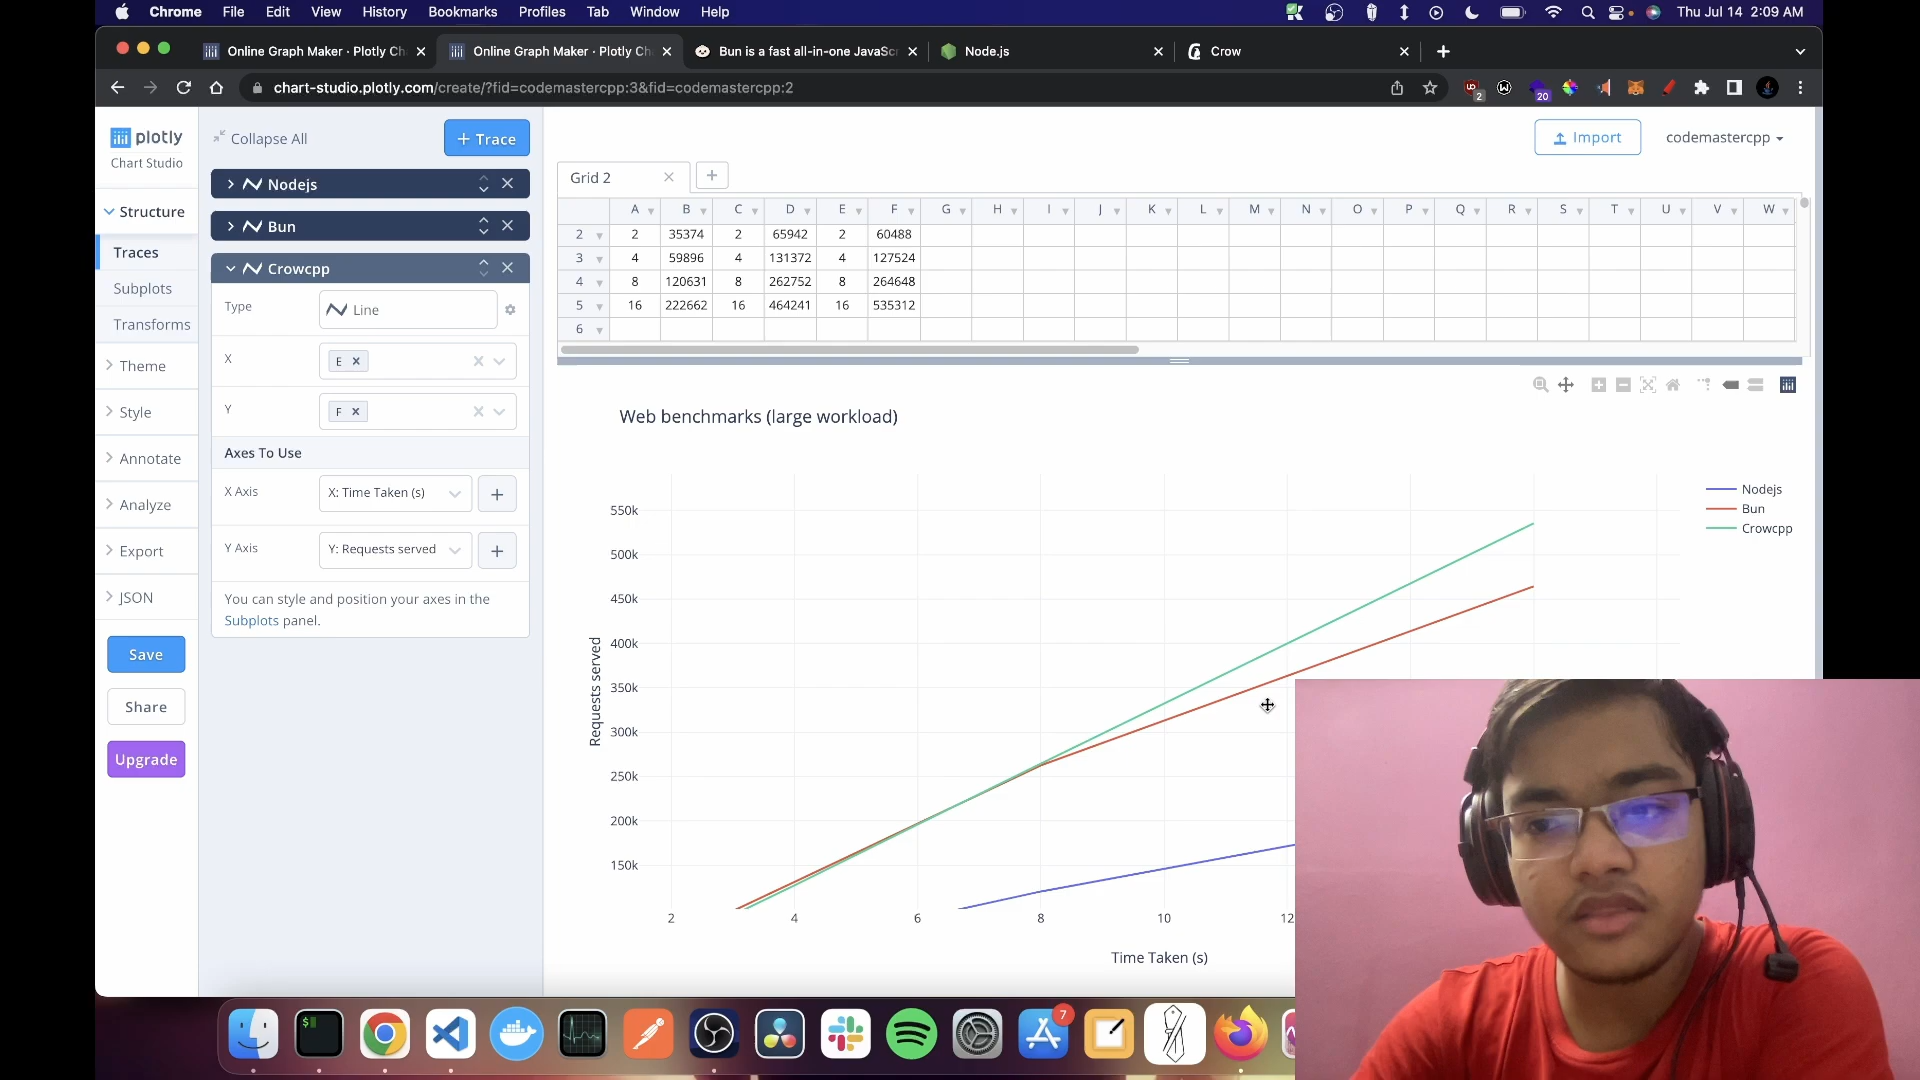 Chrome File Edit View History Bookmarks Profiles Tab Window Help Thu Jul 14 2:09 AM
Online Graph Maker · Plotly Ch Online Graph Maker · Plotly Ch Bun is a fast all-in-one JavaSc Node.js Crow
chart-studio.plotly.com/create/?fid=codemastercpp:3&fid=codemastercpp:2 2 20
plotly
Chart Studio
Structure
Traces
Subplots
Transforms
Theme
Style
Annotate
Analyze
Export
JSON
Save
Share
Upgrade
Collapse All + Trace
Nodejs
Bun
Crowcpp
Type Line
X E
Y F
Axes To Use
X Axis X: Time Taken (s)
Y Axis Y: Requests served
You can style and position your axes in the
Subplots panel.
Import codemastercpp
Grid 2
A B C D E F G H I J K L M N O P Q R S T U V W
2 2 35374 2 65942 2 60488
3 4 59896 4 131372 4 127524
4 8 120631 8 262752 8 264648
5 16 222662 16 464241 16 535312
6
Web benchmarks (large workload)
Nodejs
Bun
Crowcpp
550k
500k
450k
400k
350k
300k
250k
200k
150k
Requests served
2 4 6 8 10 12
Time Taken (s)
$
7